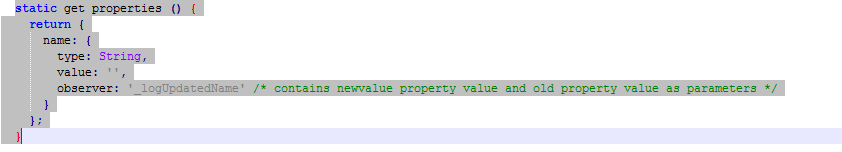 static get properties () {
return {
name: {
type: String,
value: '',
observer: '_logUpdatedName' /* contains newvalue property value and old property value as parameters */
}
};
}